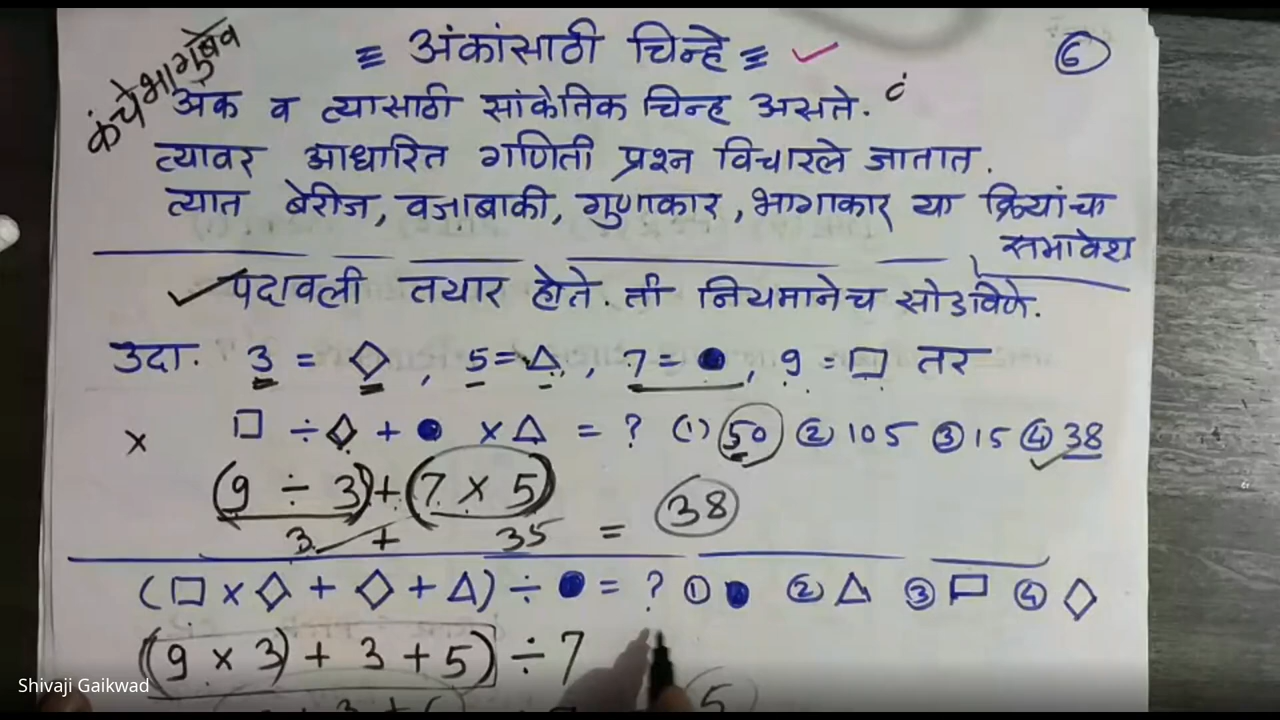 = अंकांसाठी चिन्हे = ✓ ⑥
कंचेभागुबेव
अंक व त्यासाठी सांकेतिक चिन्ह असते.
त्यावर आधारित गणिती प्रश्न विचारले जातात.
त्यात बेरीज, वजाबाकी, गुणाकार, भागाकार या क्रियांचा
समावेश
✓ पदावली तयार होते. ती नियमानेच सोडविणे.
उदा. 3 = ◇, 5 = △, 7 = ●, 9 = □ तर
× □ ÷ ◇ + ● × △ = ? (1) 50 ② 105 ③ 15 ④ 38
(9 ÷ 3) + (7 × 5)
3 + 35 = 38
(□ × ◇ + ◇ + △) ÷ ● = ? ① ● ② △ ③ □ ④ ◇
((9 × 3) + 3 + 5) ÷ 7
5
Shivaji Gaikwad